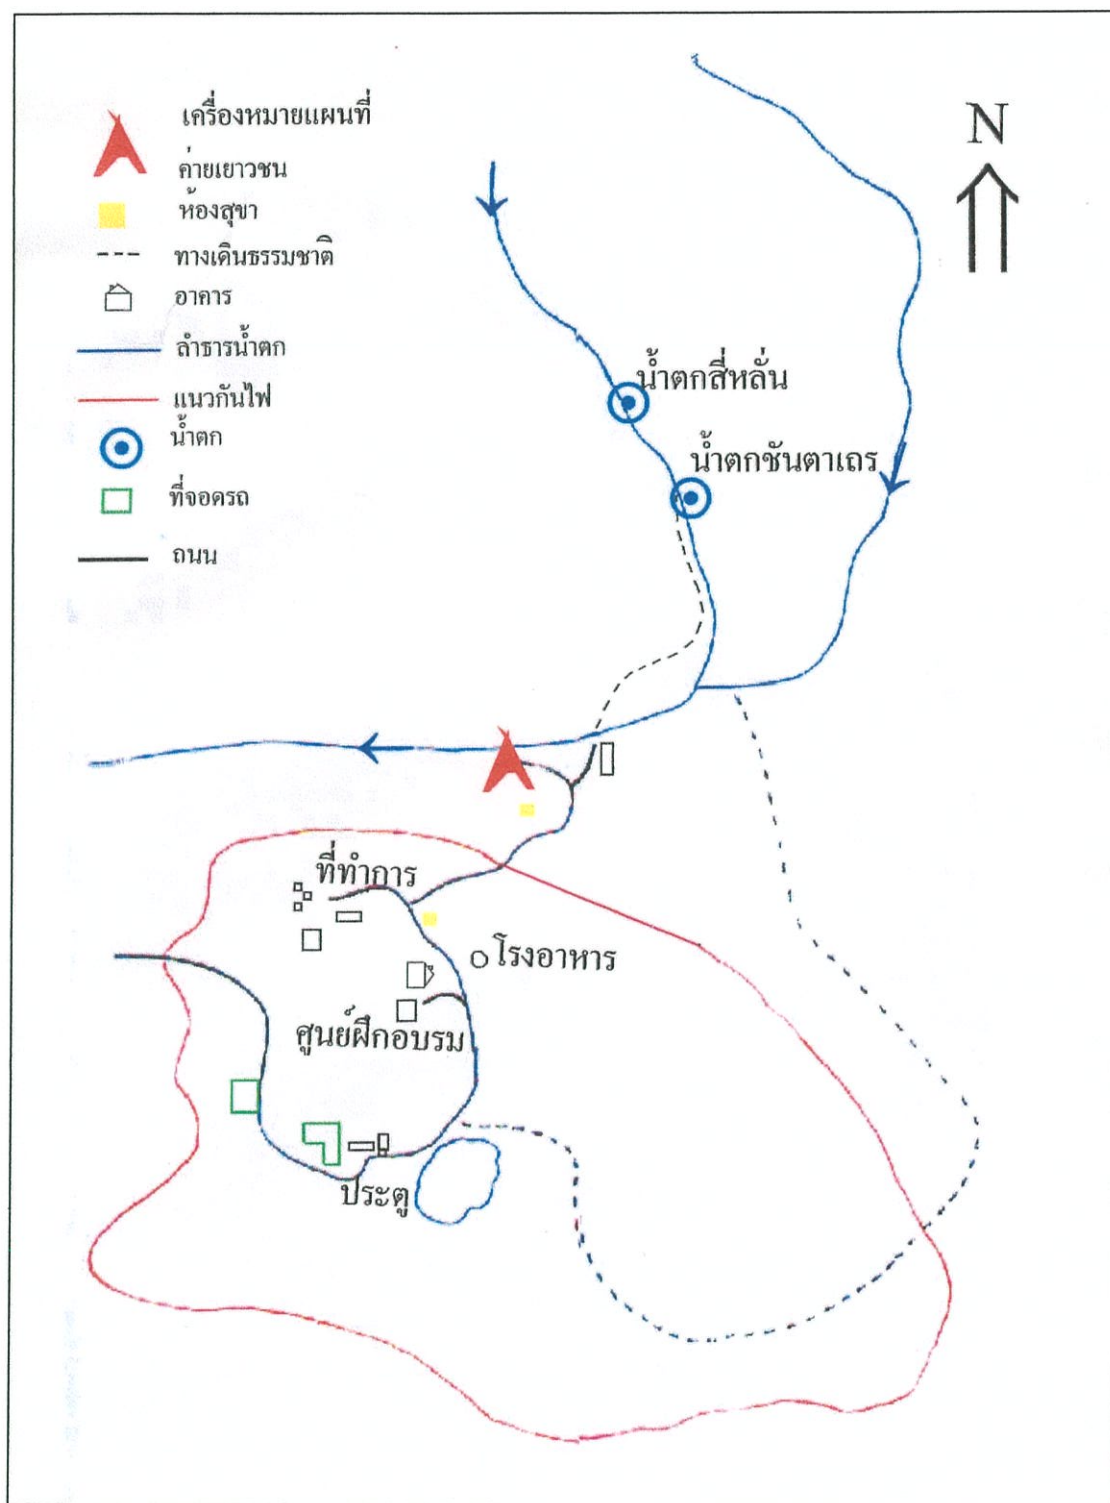 เครื่องหมายแผนที่
ค่ายเยาวชน
ห้องสุขา
ทางเดินธรรมชาติ
อาคาร
ลำธารน้ำตก
แนวกันไฟ
น้ำตก
ที่จอดรถ
ถนน
N
น้ำตกสี่หลั่น
น้ำตกชันตาเถร
ที่ทำการ
โรงอาหาร
ศูนย์ฝึกอบรม
ประตู